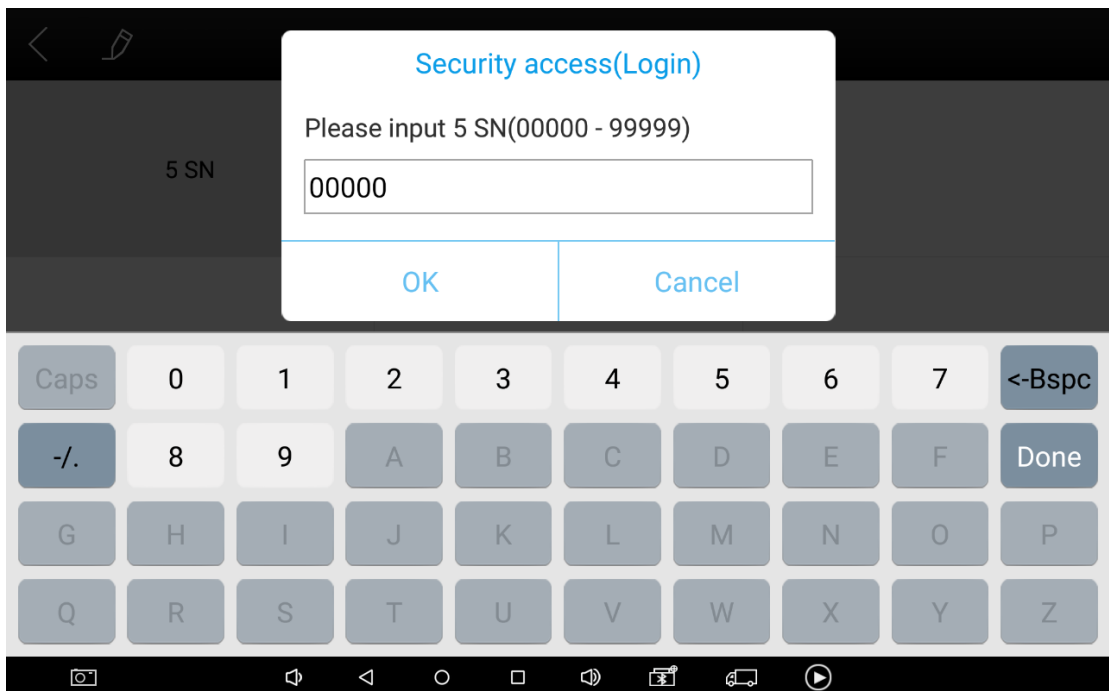 Security access(Login)
Please input 5 SN(00000 - 99999)
5 SN
00000
OK Cancel
Caps 0 1 2 3 4 5 6 7 <-Bspc
-/. 8 9 A B C D E F Done
G H I J K L M N O P
Q R S T U V W X Y Z